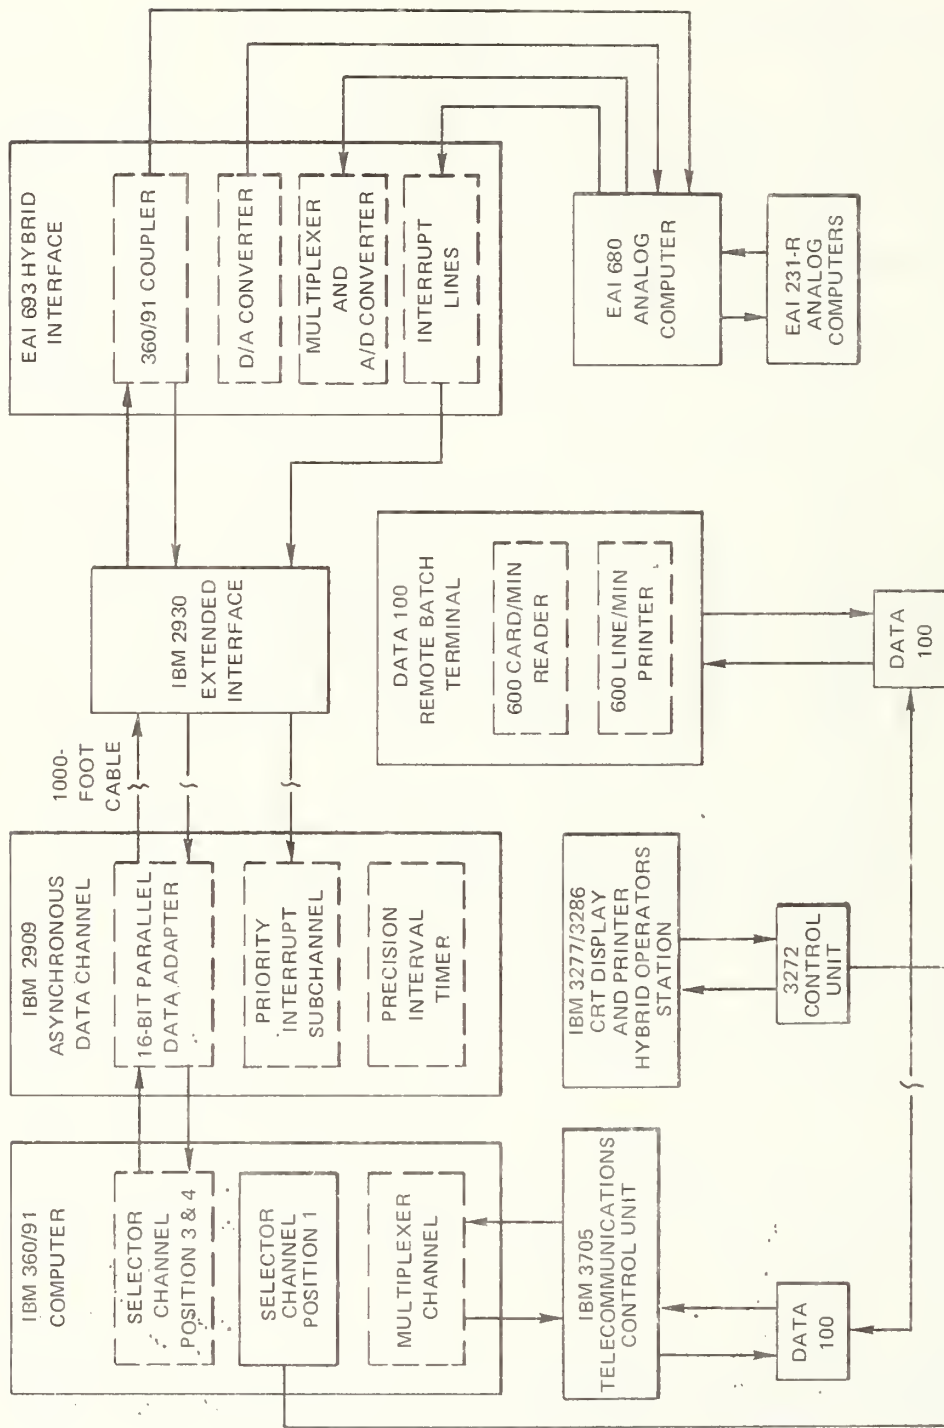 IBM 360/91
COMPUTER
SELECTOR
CHANNEL
POSITION 3 & 4
SELECTOR
CHANNEL
POSITION 1
MULTIPLEXER
CHANNEL
IBM 3705
TELECOMMUNICATIONS
CONTROL UNIT
DATA
100
IBM 2909
ASYNCHRONOUS
DATA CHANNEL
16-BIT PARALLEL
DATA ADAPTER
PRIORITY
INTERRUPT
SUBCHANNEL
PRECISION
INTERVAL
TIMER
IBM 3277/3286
CRT DISPLAY
AND PRINTER
HYBRID OPERATORS
STATION
3272
CONTROL
UNIT
1000-
FOOT
CABLE
IBM 2930
EXTENDED
INTERFACE
DATA 100
REMOTE BATCH
TERMINAL
600 CARD/MIN
READER
600 LINE/MIN
PRINTER
DATA
100
EAI 693 HYBRID
INTERFACE
360/91 COUPLER
D/A CONVERTER
MULTIPLEXER
AND
A/D CONVERTER
INTERRUPT
LINES
EAI 680
ANALOG
COMPUTER
EAI 231-R
ANALOG
COMPUTERS